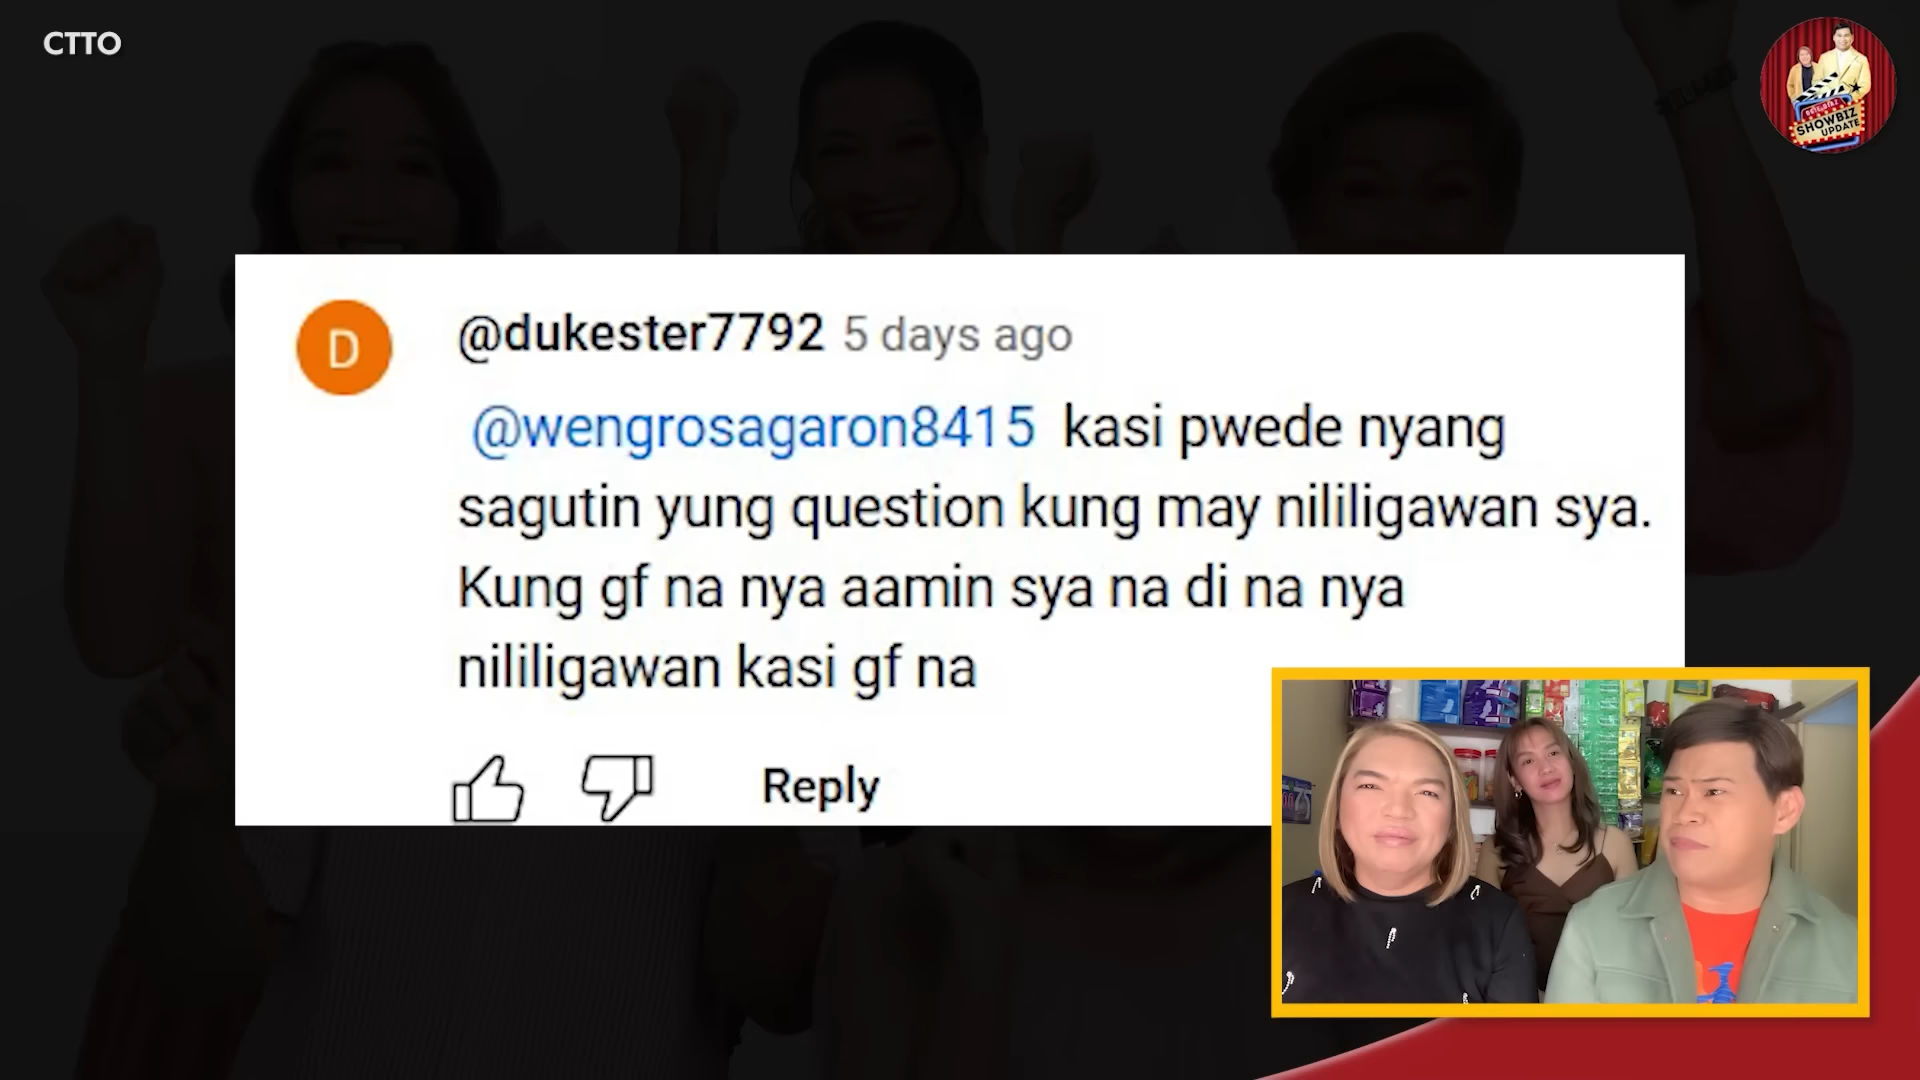 CTTO
SHOWBIZ
UPDATE
D
@dukester7792 5 days ago
@wengrosagaron8415 kasi pwede nyang
sagutin yung question kung may nililigawan sya.
Kung gf na nya aamin sya na di na nya
nililigawan kasi gf na
Reply